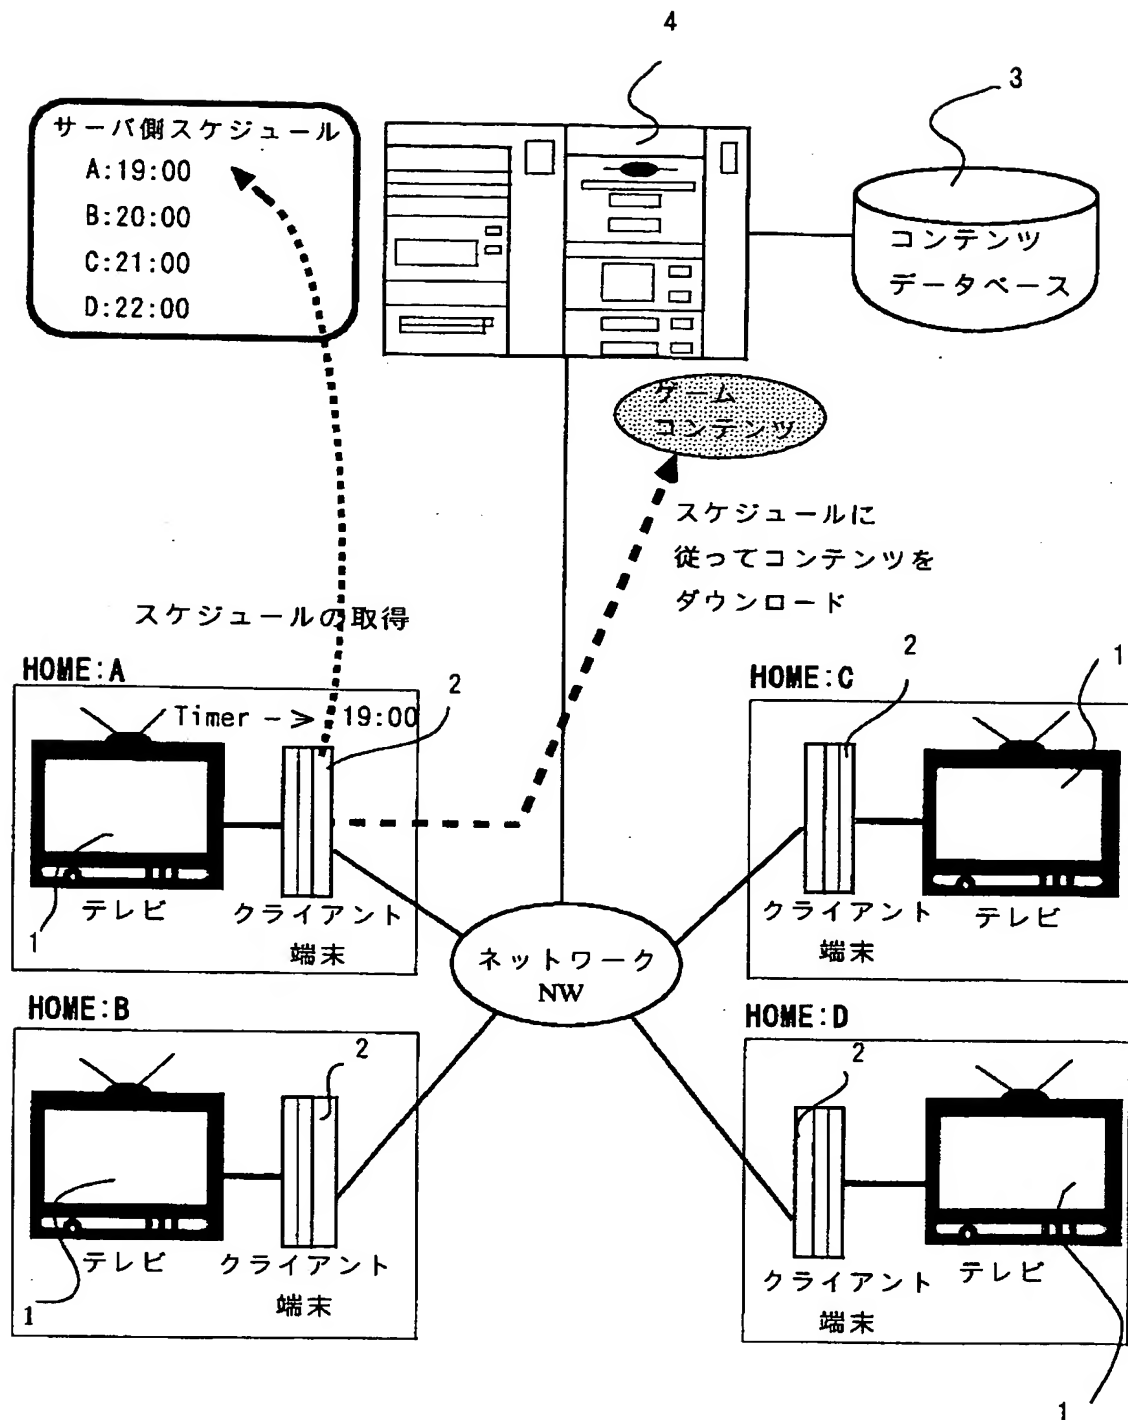 4
3
サーバ側スケジュール
A:19:00
B:20:00
C:21:00
D:22:00
コンテンツ
データベース
ゲーム
コンテンツ
スケジュールに
従ってコンテンツを
ダウンロード
スケジュールの取得
HOME:A
2
Timer -> 19:00
1
テレビ
クライアント
端末
HOME:C
2
1
クライアント
端末
テレビ
ネットワーク
NW
HOME:B
2
1
テレビ
クライアント
端末
HOME:D
2
クライアント
端末
テレビ
1